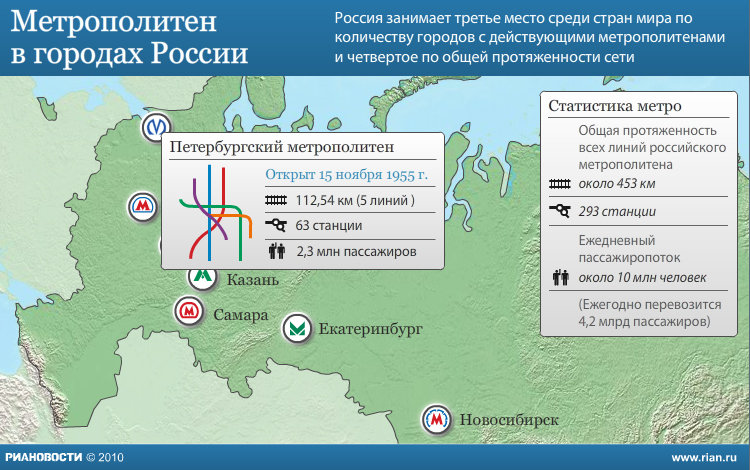 Метрополитен
в городах России
Россия занимает третье место среди стран мира по
количеству городов с действующими метрополитенами
и четвертое по общей протяженности сети
Петербургский метрополитен
Открыт 15 ноября 1955 г.
112,54 км (5 линий )
63 станции
2,3 млн пассажиров
Статистика метро
Общая протяженность
всех линий российского
метрополитена
около 453 км
293 станции
Ежедневный
пассажиропоток
около 10 млн человек
(Ежегодно перевозится
4,2 млрд пассажиров)
М
Казань
Самара
Екатеринбург
М
Новосибирск
РИАНОВОСТИ © 2010
www.rian.ru